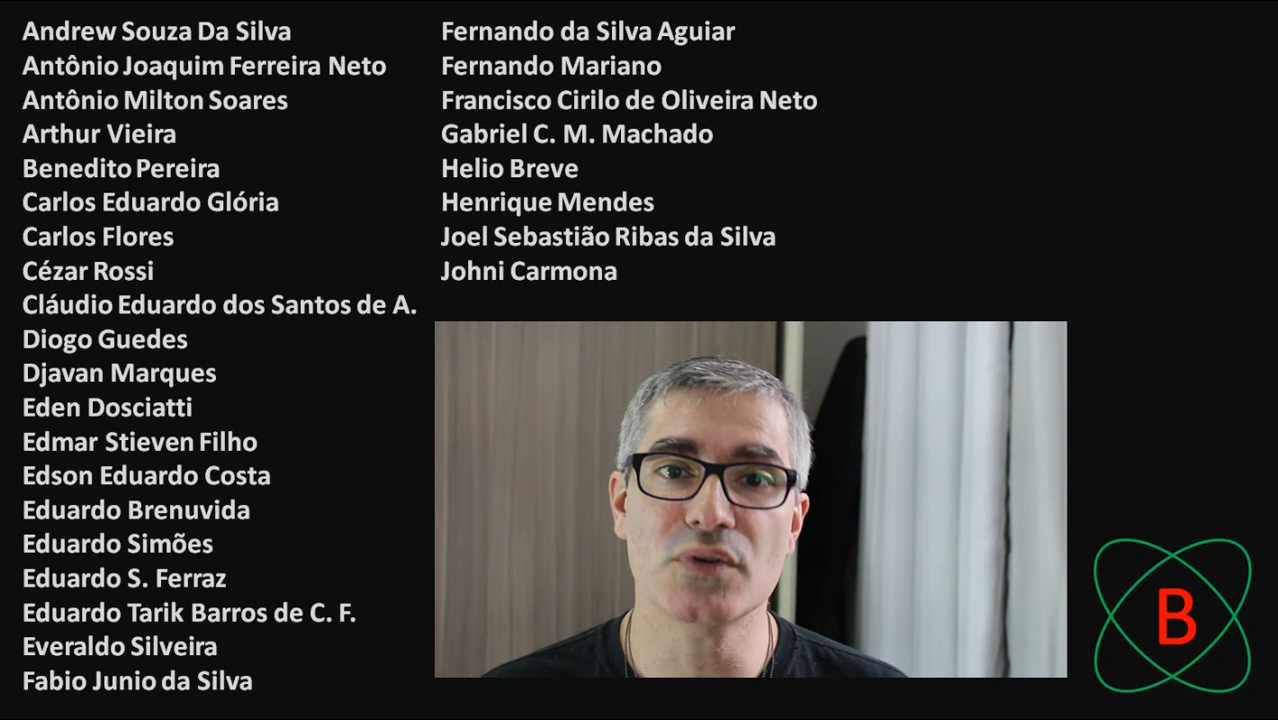 Andrew Souza Da Silva
Antônio Joaquim Ferreira Neto
Antônio Milton Soares
Arthur Vieira
Benedito Pereira
Carlos Eduardo Glória
Carlos Flores
Cézar Rossi
Cláudio Eduardo dos Santos de A.
Diogo Guedes
Djavan Marques
Eden Dosciatti
Edmar Stieven Filho
Edson Eduardo Costa
Eduardo Brenuvida
Eduardo Simões
Eduardo S. Ferraz
Eduardo Tarik Barros de C. F.
Everaldo Silveira
Fabio Junio da Silva
Fernando da Silva Aguiar
Fernando Mariano
Francisco Cirilo de Oliveira Neto
Gabriel C. M. Machado
Helio Breve
Henrique Mendes
Joel Sebastião Ribas da Silva
Johni Carmona
B